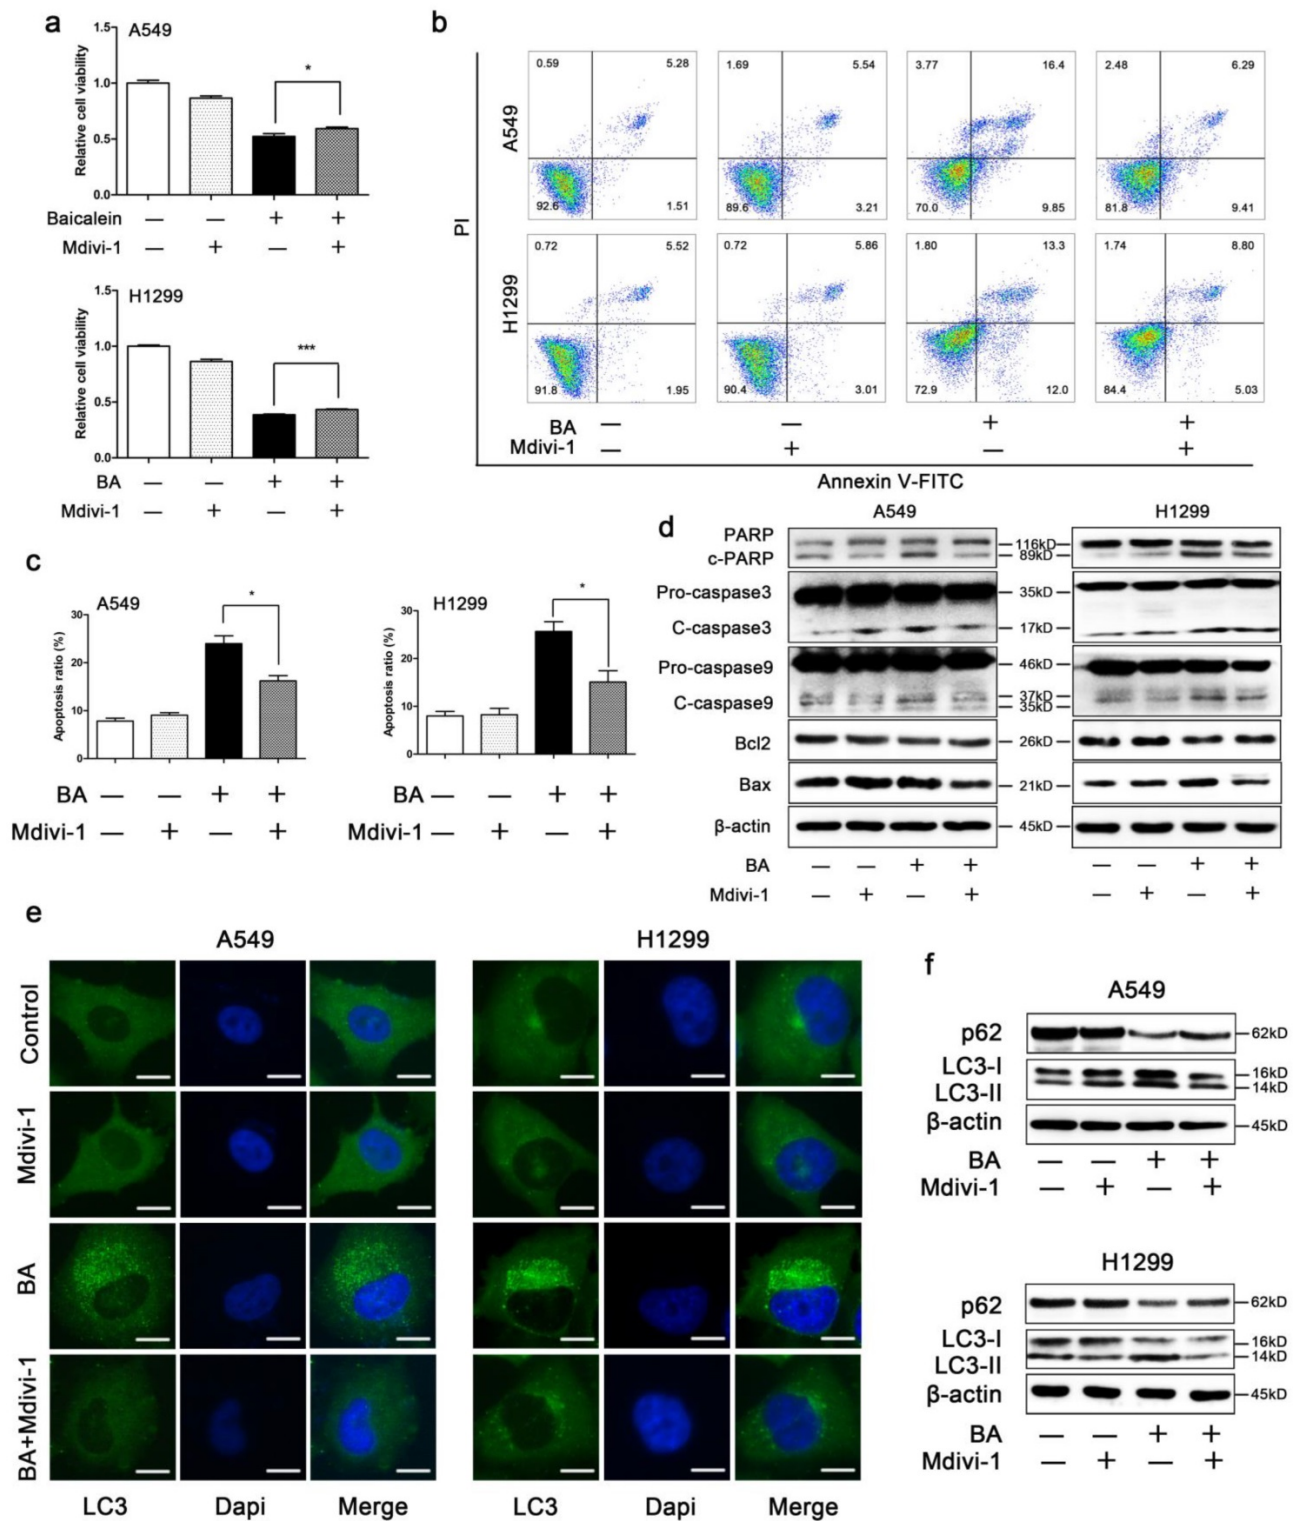 a
A549
Relative cell viability
1.5
1.0
0.5
0.0
Baicalein — — + +
Mdivi-1 — + — +
*
H1299
Relative cell viability
1.5
1.0
0.5
0.0
BA — — + +
Mdivi-1 — + — +
***
b
A549
0.59 5.28
92.6 1.51
1.69 5.54
89.6 3.21
3.77 16.4
70.0 9.85
2.48 6.29
81.8 9.41
PI
H1299
0.72 5.52
91.8 1.95
0.72 5.86
90.4 3.01
1.80 13.3
72.9 12.0
1.74 8.80
84.4 5.03
BA — — + +
Mdivi-1 — + — +
Annexin V-FITC
c
A549
Apoptosis ratio (%)
30
20
10
0
*
BA — — + +
Mdivi-1 — + — +
H1299
Apoptosis ratio (%)
30
20
10
0
*
BA — — + +
Mdivi-1 — + — +
d
A549 H1299
PARP 116kD
c-PARP 89kD
Pro-caspase3 35kD
C-caspase3 17kD
Pro-caspase9 46kD
C-caspase9 37kD
35kD
Bcl2 26kD
Bax 21kD
β-actin 45kD
BA — — + + — — + +
Mdivi-1 — + — + — + — +
e
A549 H1299
Control
Mdivi-1
BA
BA+Mdivi-1
LC3 Dapi Merge LC3 Dapi Merge
f
A549
p62 62kD
LC3-I 16kD
LC3-II 14kD
β-actin 45kD
BA — — + +
Mdivi-1 — + — +
H1299
p62 62kD
LC3-I 16kD
LC3-II 14kD
β-actin 45kD
BA — — + +
Mdivi-1 — + — +